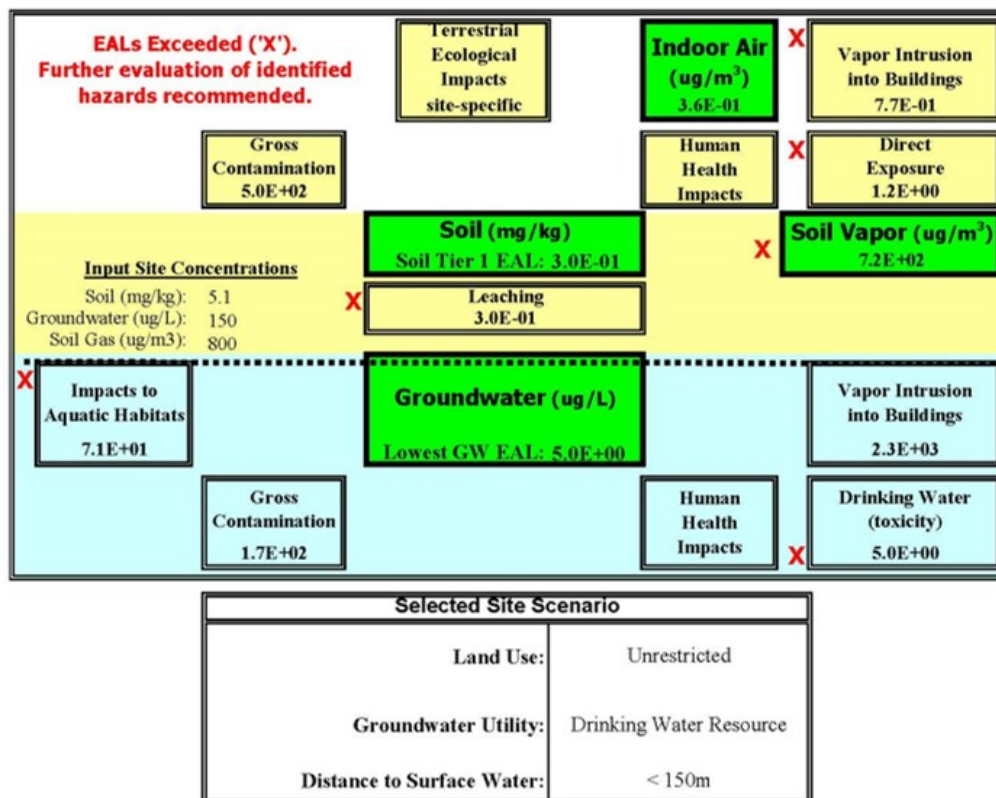 EALs Exceeded ('X').
Further evaluation of identified
hazards recommended.
Terrestrial
Ecological
Impacts
site-specific
Indoor Air
(ug/m³)
3.6E-01
X
Vapor Intrusion
into Buildings
7.7E-01
Gross
Contamination
5.0E+02
Human
Health
Impacts
X
Direct
Exposure
1.2E+00
Soil (mg/kg)
Soil Tier 1 EAL: 3.0E-01
X
Soil Vapor (ug/m³)
7.2E+02
Input Site Concentrations
Soil (mg/kg): 5.1
Groundwater (ug/L): 150
Soil Gas (ug/m3): 800
X
Leaching
3.0E-01
X
Impacts to
Aquatic Habitats
7.1E+01
Groundwater (ug/L)
Lowest GW EAL: 5.0E+00
Vapor Intrusion
into Buildings
2.3E+03
Gross
Contamination
1.7E+02
Human
Health
Impacts
X
Drinking Water
(toxicity)
5.0E+00
Selected Site Scenario
Land Use: Unrestricted
Groundwater Utility: Drinking Water Resource
Distance to Surface Water: < 150m